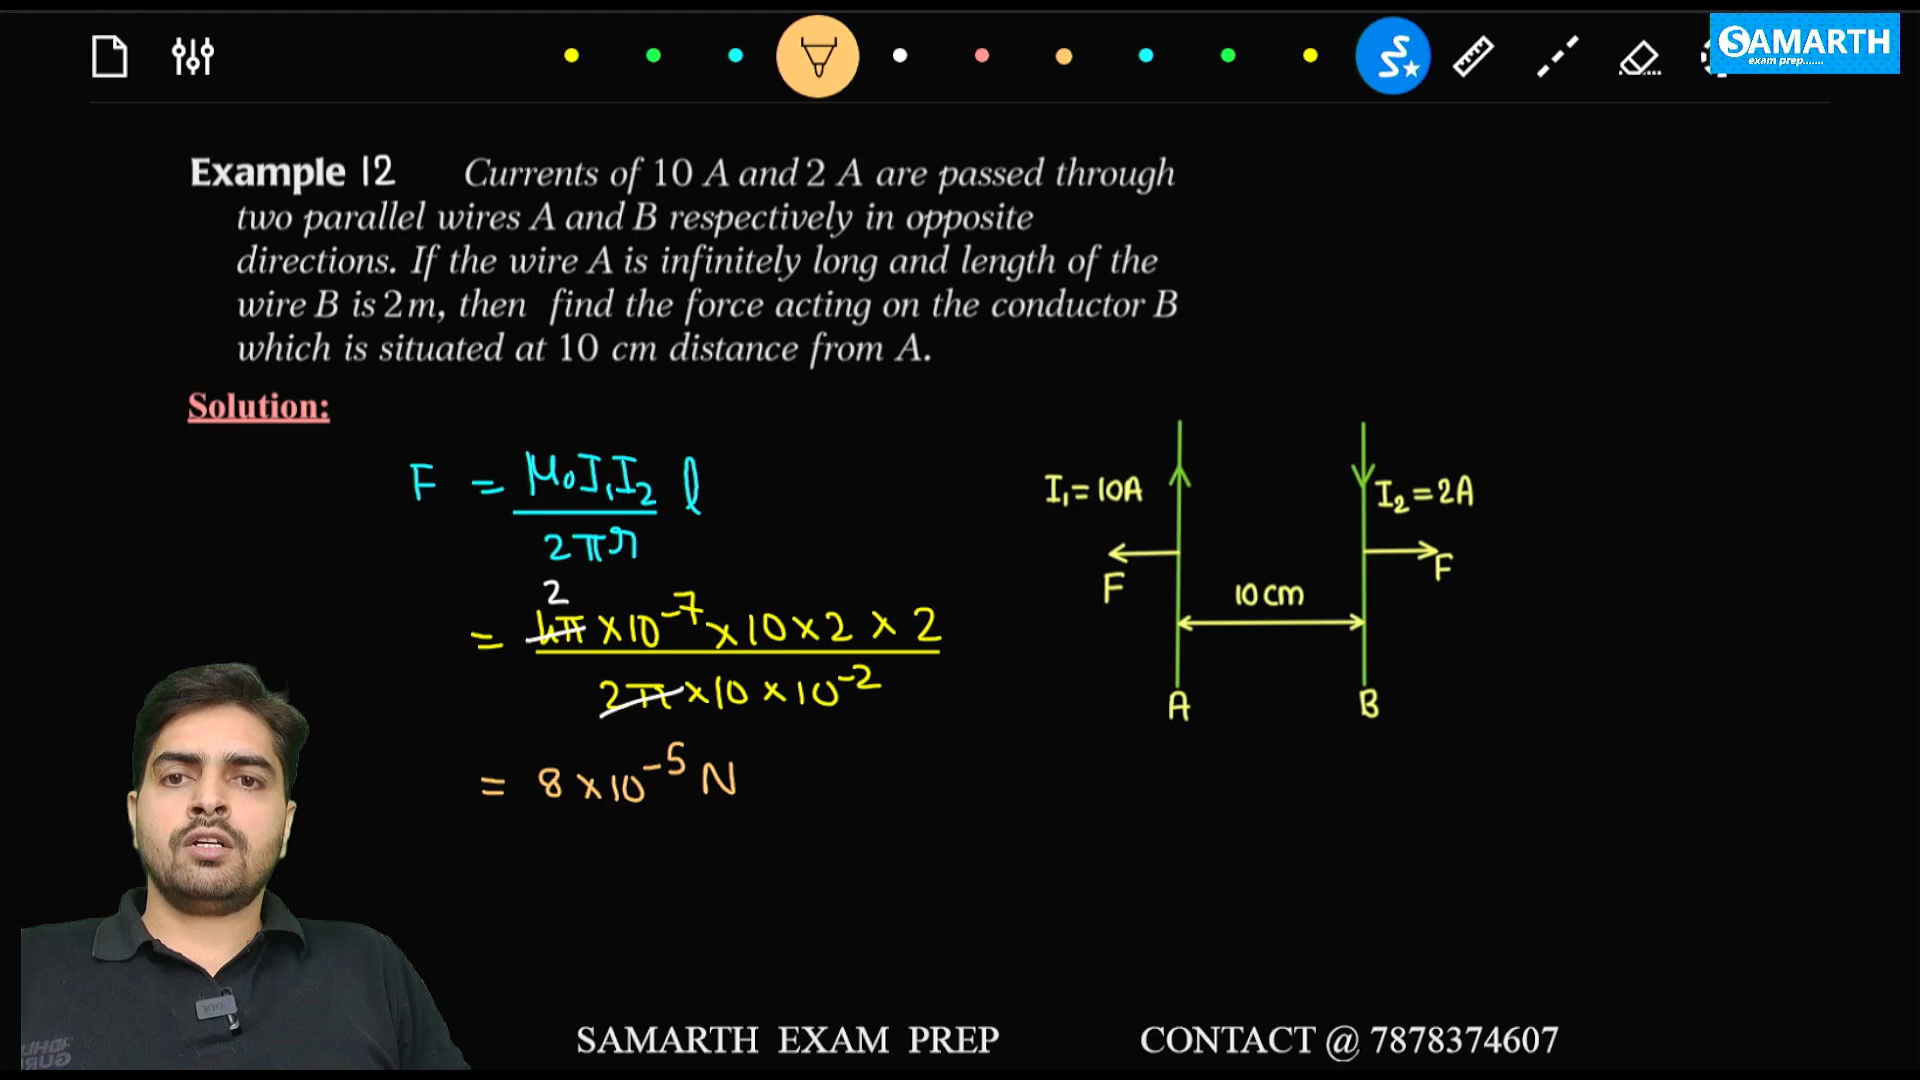 SAMARTH
exam prep.......
Example 12 Currents of 10 A and 2 A are passed through
two parallel wires A and B respectively in opposite
directions. If the wire A is infinitely long and length of the
wire B is 2m, then find the force acting on the conductor B
which is situated at 10 cm distance from A.
Solution:
F = μ₀I₁I₂ l
2πr
2
= 4π × 10⁻⁷ × 10 × 2 × 2
2π × 10 × 10⁻²
= 8 × 10⁻⁵ N
I₁ = 10A
I₂ = 2A
F
F
10 cm
A
B
SAMARTH EXAM PREP
CONTACT @ 7878374607